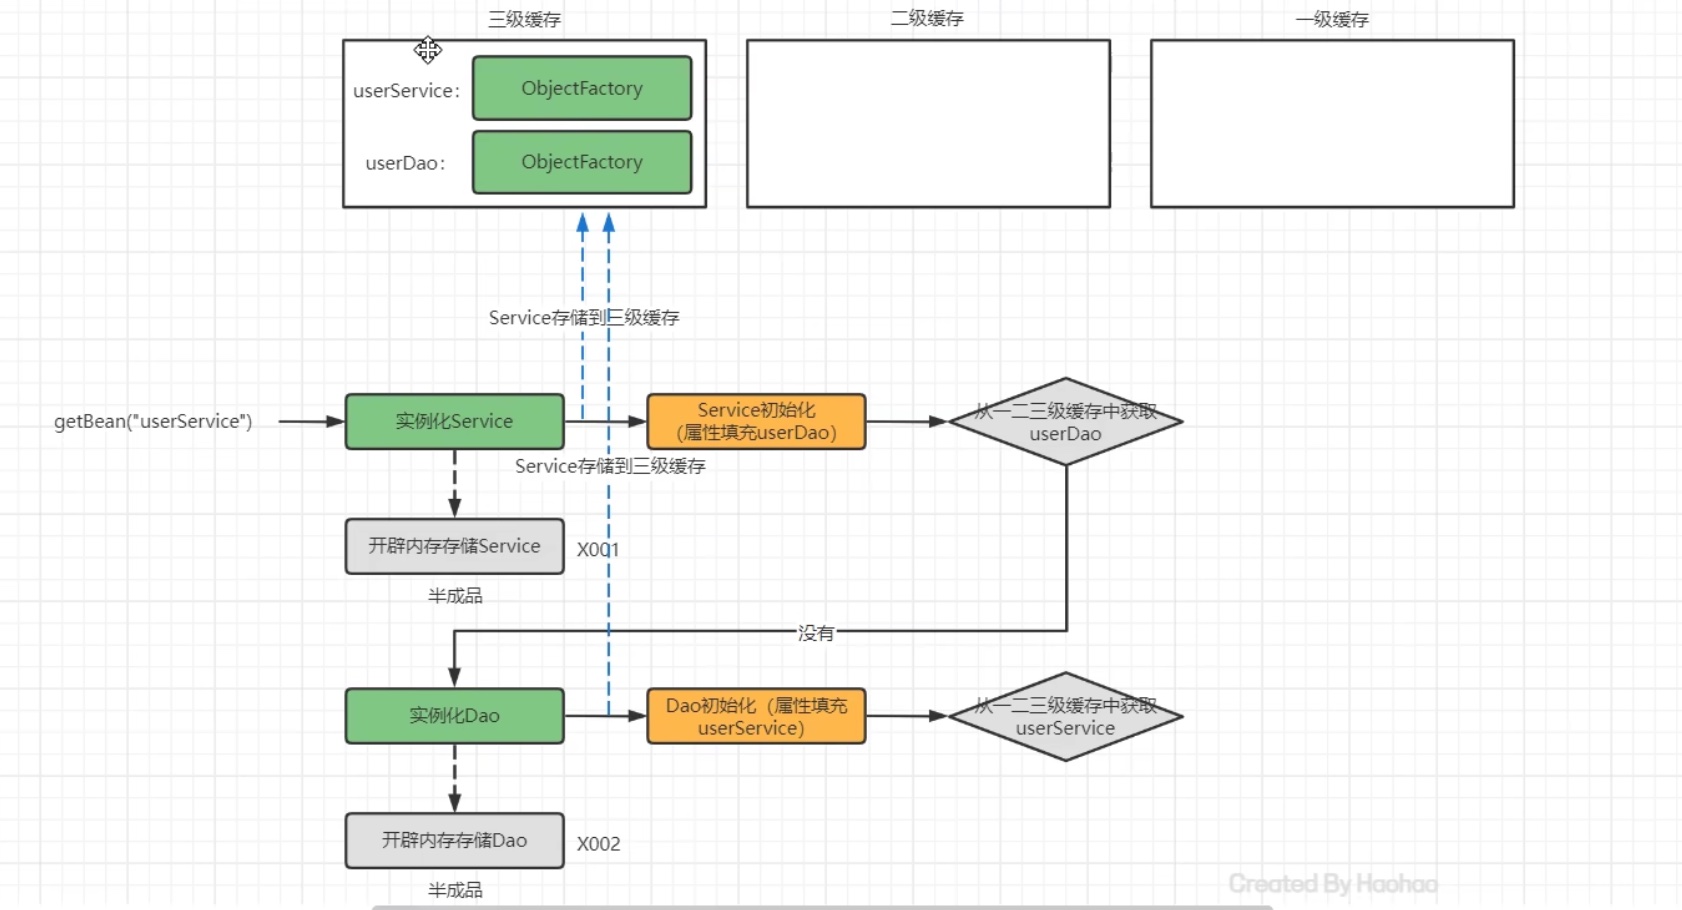 三级缓存
二级缓存
一级缓存
userService：
ObjectFactory
userDao：
ObjectFactory
Service存储到三级缓存
getBean("userService")
实例化Service
Service初始化
（属性填充userDao）
从一二三级缓存中获取
userDao
Service存储到三级缓存
开辟内存存储Service
X001
半成品
没有
实例化Dao
Dao初始化（属性填充
userService）
从一二三级缓存中获取
userService
开辟内存存储Dao
X002
半成品
Created By Haohao